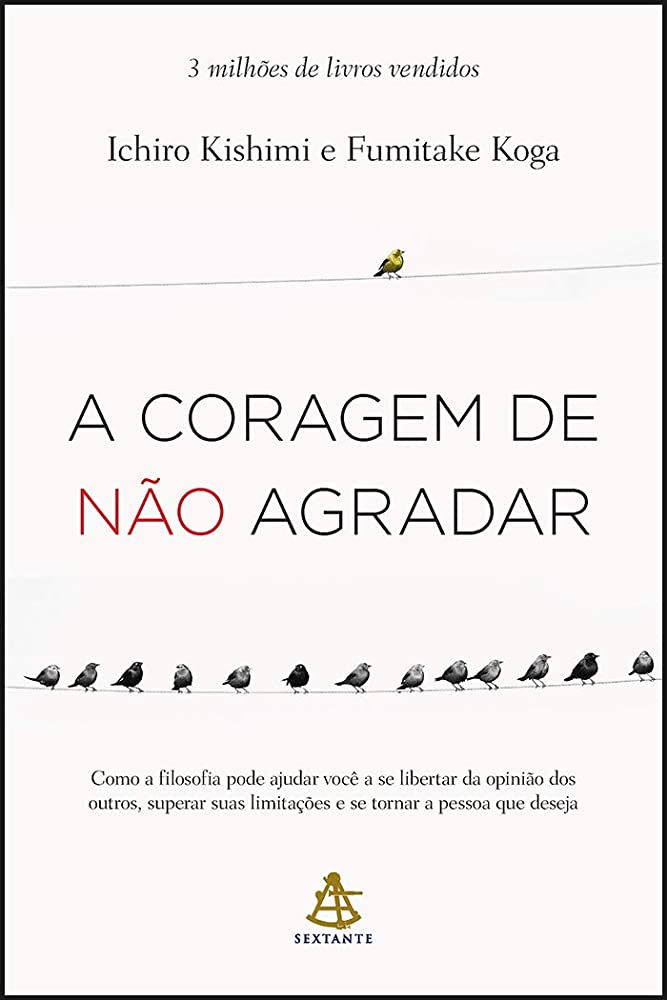 3 milhões de livros vendidos
Ichiro Kishimi e Fumitake Koga
A CORAGEM DE
NÃO AGRADAR
Como a filosofia pode ajudar você a se libertar da opinião dos
outros, superar suas limitações e se tornar a pessoa que deseja
SEXTANTE